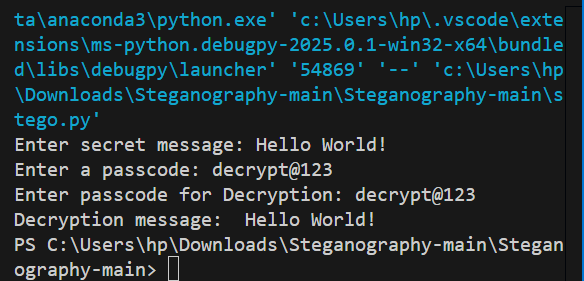 ta\anaconda3\python.exe' 'c:\Users\hp\.vscode\exte
nsions\ms-python.debugpy-2025.0.1-win32-x64\bundle
d\libs\debugpy\launcher' '54869' '--' 'c:\Users\hp
\Downloads\Steganography-main\Steganography-main\s
tego.py'
Enter secret message: Hello World!
Enter a passcode: decrypt@123
Enter passcode for Decryption: decrypt@123
Decryption message:  Hello World!
PS C:\Users\hp\Downloads\Steganography-main\Stegan
ography-main>